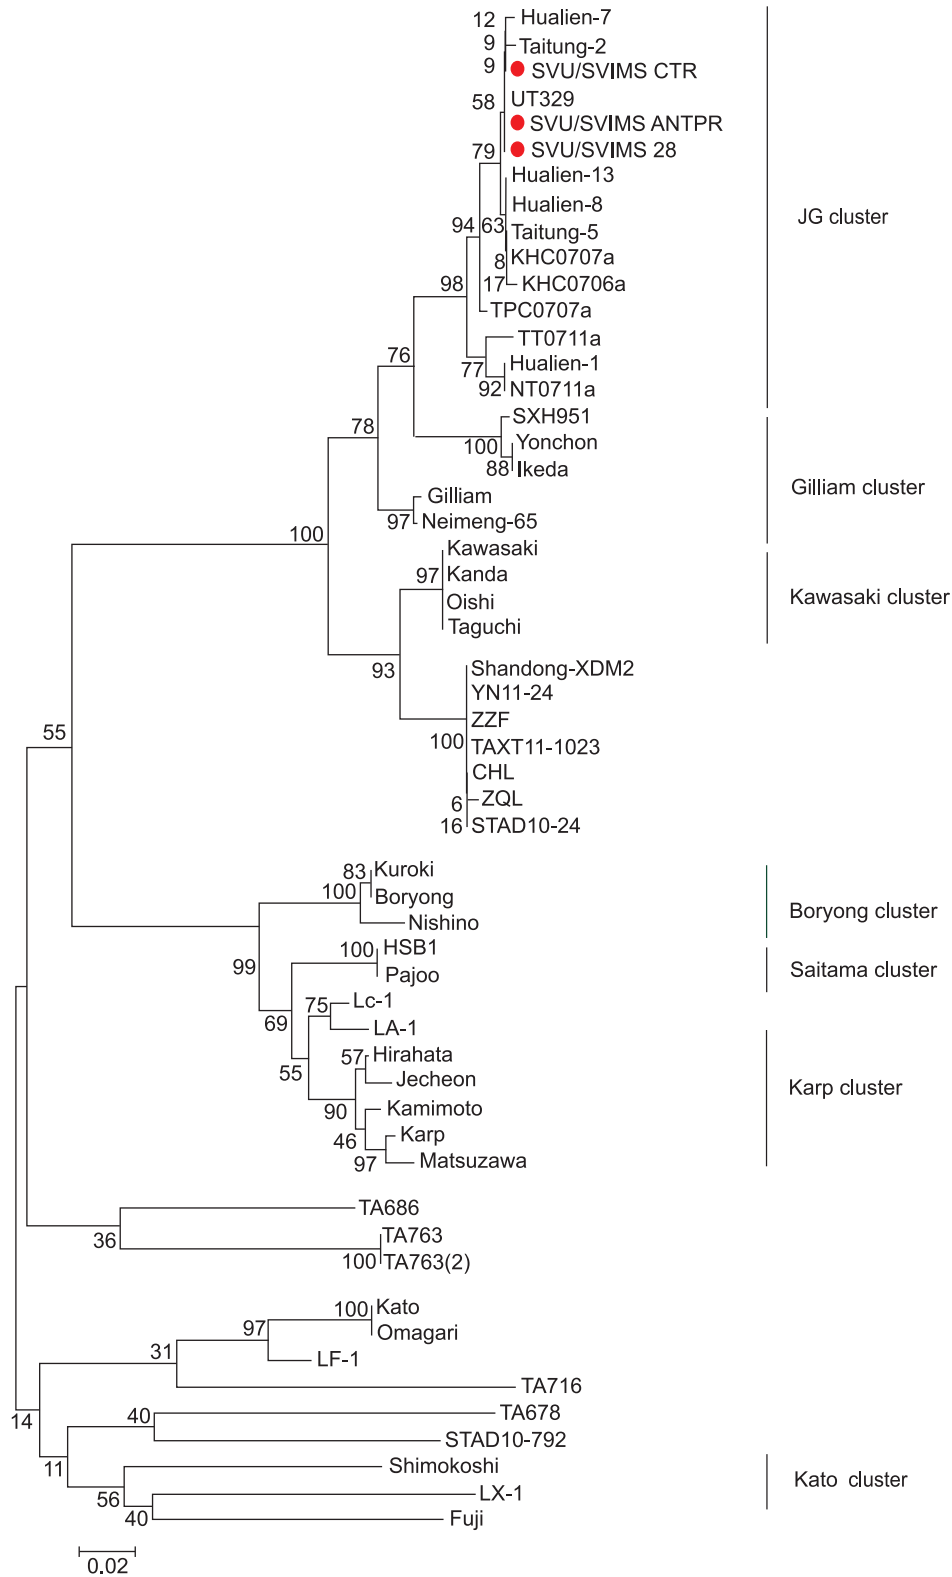 12
Hualien-7
9
Taitung-2
9
SVU/SVIMS CTR
58
UT329
SVU/SVIMS ANTPR
79
SVU/SVIMS 28
Hualien-13
Hualien-8
94
63
Taitung-5
JG cluster
8
KHC0707a
98
17
KHC0706a
TPC0707a
TT0711a
76
77
Hualien-1
92
NT0711a
SXH951
78
100
Yonchon
88
Ikeda
Gilliam cluster
Gilliam
97
Neimeng-65
100
Kawasaki
97
Kanda
Kawasaki cluster
Oishi
Taguchi
93
Shandong-XDM2
YN11-24
ZZF
55
100
TAXT11-1023
CHL
6
ZQL
16
STAD10-24
83
Kuroki
100
Boryong
Boryong cluster
Nishino
99
100
HSB1
Saitama cluster
Pajoo
75
Lc-1
69
LA-1
57
Hirahata
55
Jecheon
Karp cluster
90
Kamimoto
46
Karp
97
Matsuzawa
TA686
36
TA763
100
TA763(2)
100
Kato
97
Omagari
31
LF-1
TA716
14
40
TA678
STAD10-792
11
Shimokoshi
Kato cluster
56
LX-1
40
Fuji
0.02